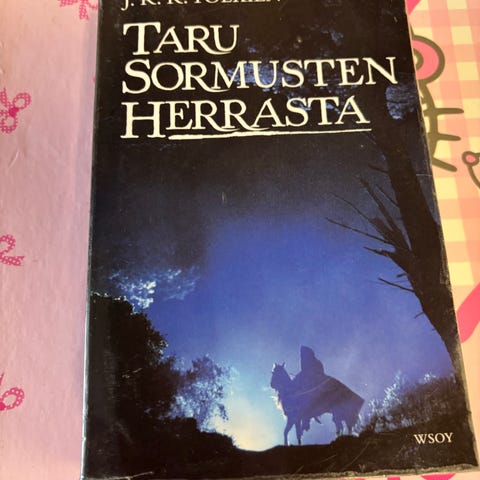 J. R. R. TOLKIEN
TARU
SORMUSTEN
HERRASTA
WSOY